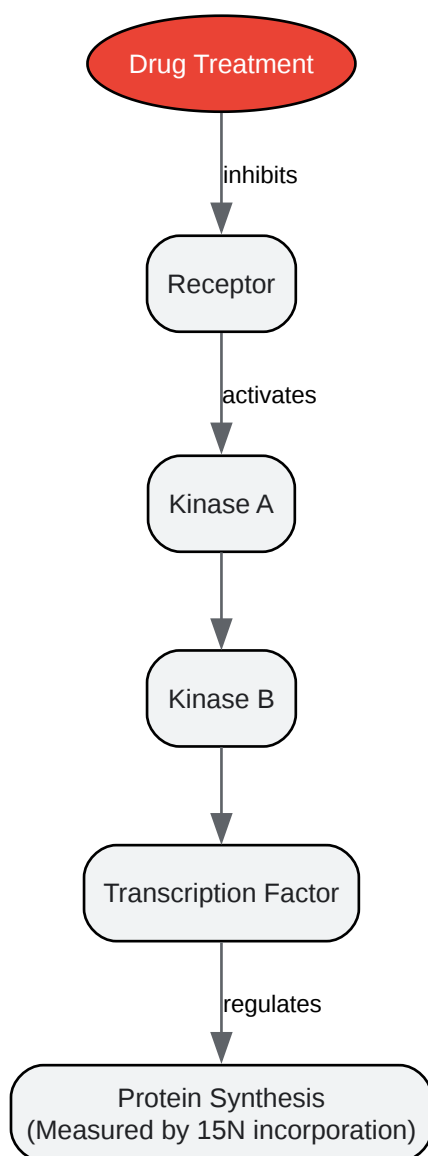 Drug Treatment
inhibits
Receptor
activates
Kinase A
Kinase B
Transcription Factor
regulates
Protein Synthesis
(Measured by 15N incorporation)